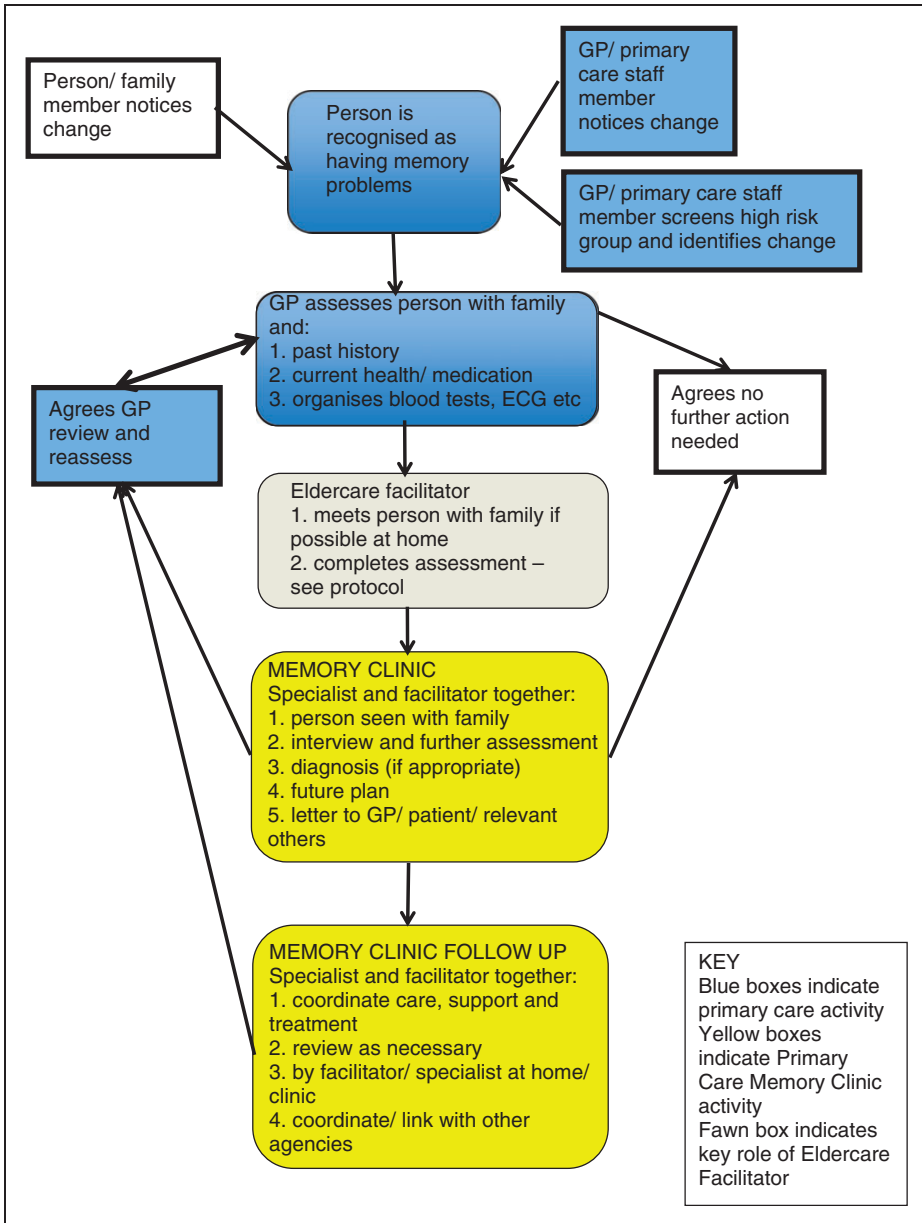 Person/ family
member notices
change
Person is
recognised as
having memory
problems
GP/ primary
care staff
member
notices change
GP/ primary care staff
member screens high risk
group and identifies change
GP assesses person with family
and:
1. past history
2. current health/ medication
3. organises blood tests, ECG etc
Agrees GP
review and
reassess
Agrees no
further action
needed
Eldercare facilitator
1. meets person with family if
possible at home
2. completes assessment –
see protocol
MEMORY CLINIC
Specialist and facilitator together:
1. person seen with family
2. interview and further assessment
3. diagnosis (if appropriate)
4. future plan
5. letter to GP/ patient/ relevant
others
MEMORY CLINIC FOLLOW UP
Specialist and facilitator together:
1. coordinate care, support and
treatment
2. review as necessary
3. by facilitator/ specialist at home/
clinic
4. coordinate/ link with other
agencies
KEY
Blue boxes indicate
primary care activity
Yellow boxes
indicate Primary
Care Memory Clinic
activity
Fawn box indicates
key role of Eldercare
Facilitator